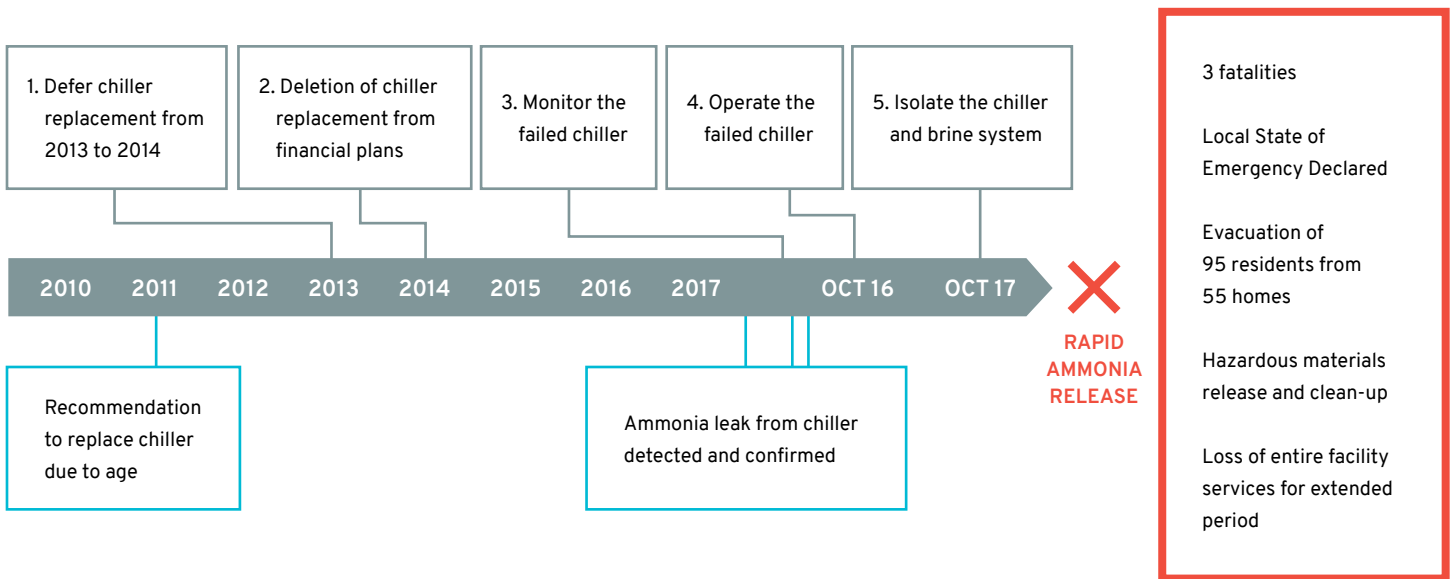 1. Defer chiller
replacement from
2013 to 2014
2. Deletion of chiller
replacement from
financial plans
3. Monitor the
failed chiller
4. Operate the
failed chiller
5. Isolate the chiller
and brine system
2010 2011 2012 2013 2014 2015 2016 2017 OCT 16 OCT 17
RAPID
AMMONIA
RELEASE
Recommendation
to replace chiller
due to age
Ammonia leak from chiller
detected and confirmed
3 fatalities
Local State of
Emergency Declared
Evacuation of
95 residents from
55 homes
Hazardous materials
release and clean-up
Loss of entire facility
services for extended
period